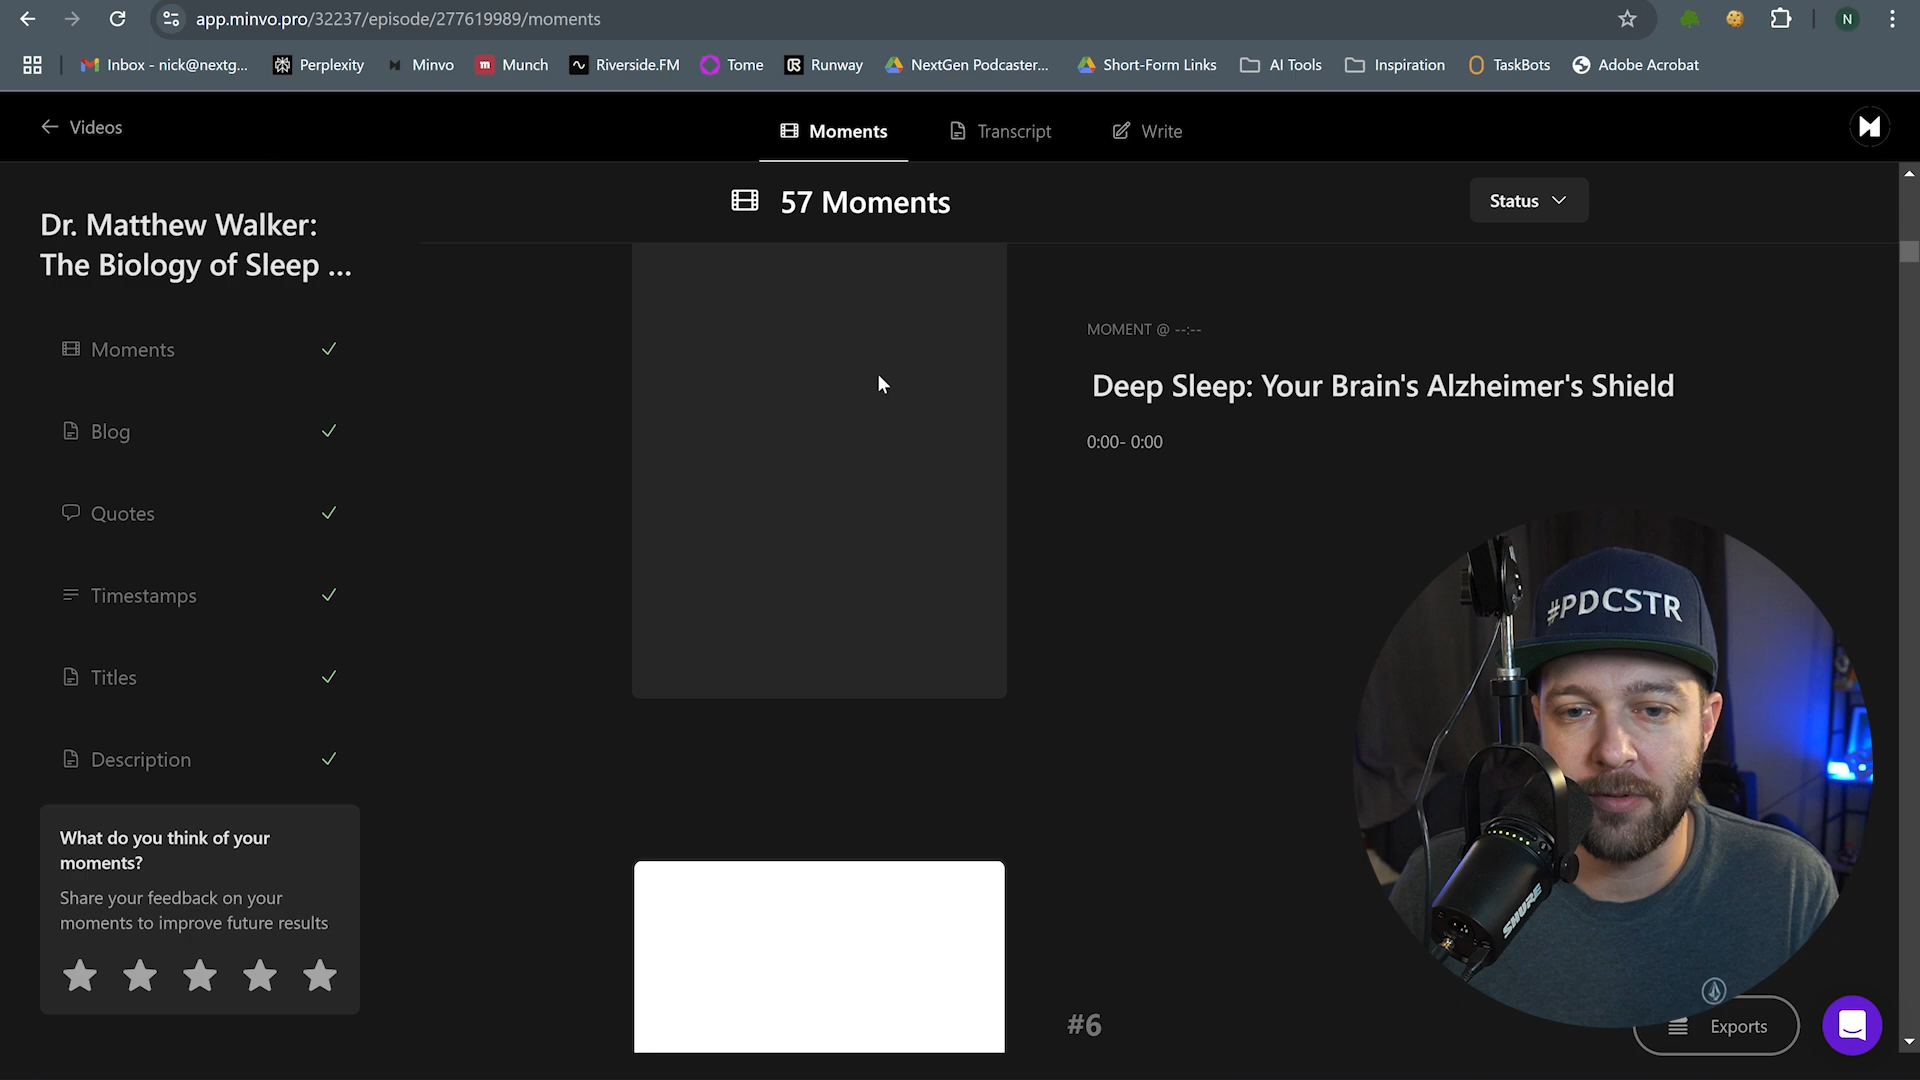 app.minvo.pro/32237/episode/277619989/moments
N
Inbox - nick@nextg...
Perplexity
Minvo
m
Munch
Riverside.FM
Tome
Runway
NextGen Podcaster...
Short-Form Links
AI Tools
Inspiration
TaskBots
Adobe Acrobat
Videos
Moments
Transcript
Write
57 Moments
Status
Dr. Matthew Walker:
The Biology of Sleep ...
MOMENT @ --:--
Deep Sleep: Your Brain's Alzheimer's Shield
0:00- 0:00
Moments
Blog
Quotes
Timestamps
Titles
Description
What do you think of your
moments?
Share your feedback on your
moments to improve future results
#6
Exports
#PDCSTR
SHURE